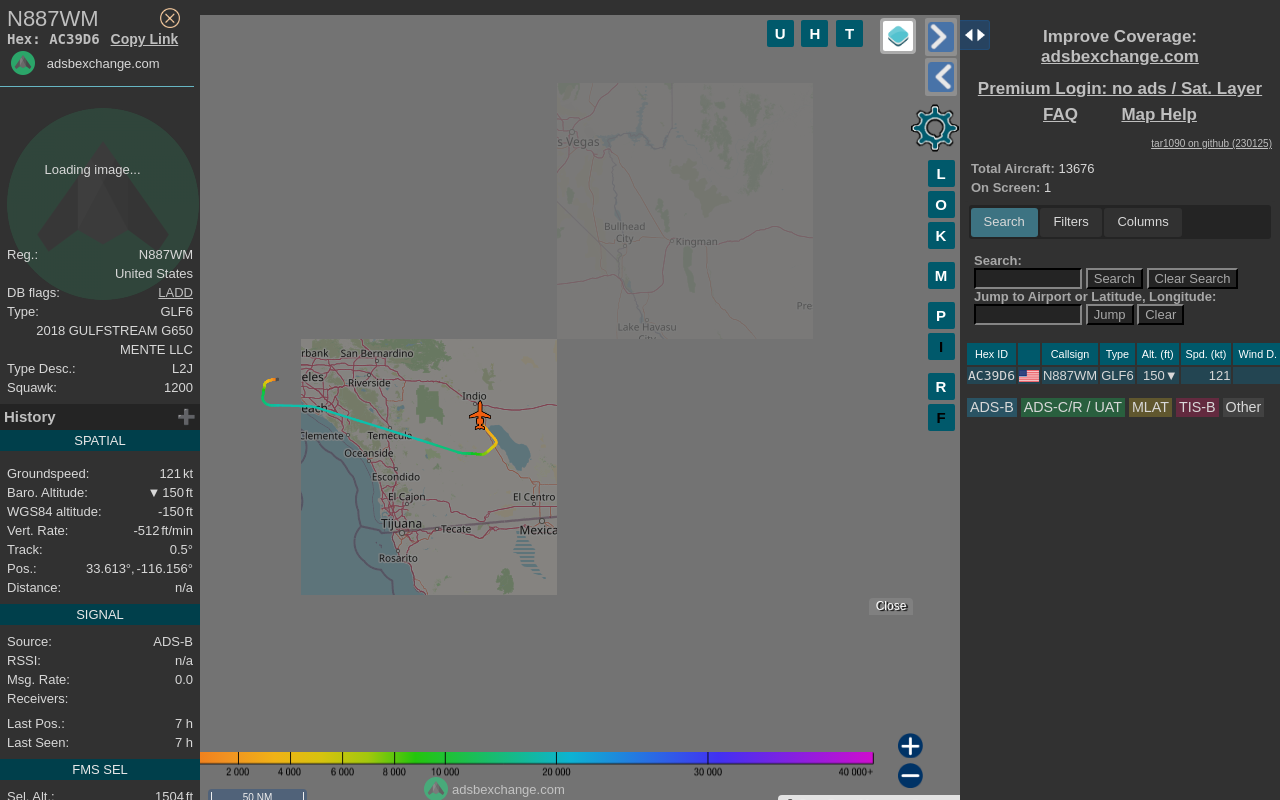 N887WM
Hex: AC39D6 Copy Link
adsbexchange.com
Loading image...
Reg.: N887WM
United States
DB flags: LADD
Type: GLF6
2018 GULFSTREAM G650
MENTE LLC
Type Desc.: L2J
Squawk: 1200
History
SPATIAL
Groundspeed: 121 kt
Baro. Altitude: ▼ 150 ft
WGS84 altitude: -150 ft
Vert. Rate: -512 ft/min
Track: 0.5°
Pos.: 33.613°, -116.156°
Distance: n/a
SIGNAL
Source: ADS-B
RSSI: n/a
Msg. Rate: 0.0
Receivers:
Last Pos.: 7 h
Last Seen: 7 h
FMS SEL
Sel. Alt.: 1504 ft
U H T
L
O
K
M
P
I
R
F
s Vegas
Bullhead
City
Kingman
Pre
Lake Havasu
City
rbank San Bernardino
eles
Riverside
Indio
each
Clemente Temecula
Oceanside
Escondido
El Cajon El Centro
Tijuana Tecate Mexica
Rosarito
Close
2 000 4 000 6 000 8 000 10 000 20 000 30 000 40 000+
adsbexchange.com
50 NM
Improve Coverage:
adsbexchange.com
Premium Login: no ads / Sat. Layer
FAQ Map Help
tar1090 on github (230125)
Total Aircraft: 13676
On Screen: 1
Search Filters Columns
Search:
Search Clear Search
Jump to Airport or Latitude, Longitude:
Jump Clear
Hex ID Callsign Type Alt. (ft) Spd. (kt) Wind D.
AC39D6 N887WM GLF6 150▼ 121
ADS-B ADS-C/R / UAT MLAT TIS-B Other